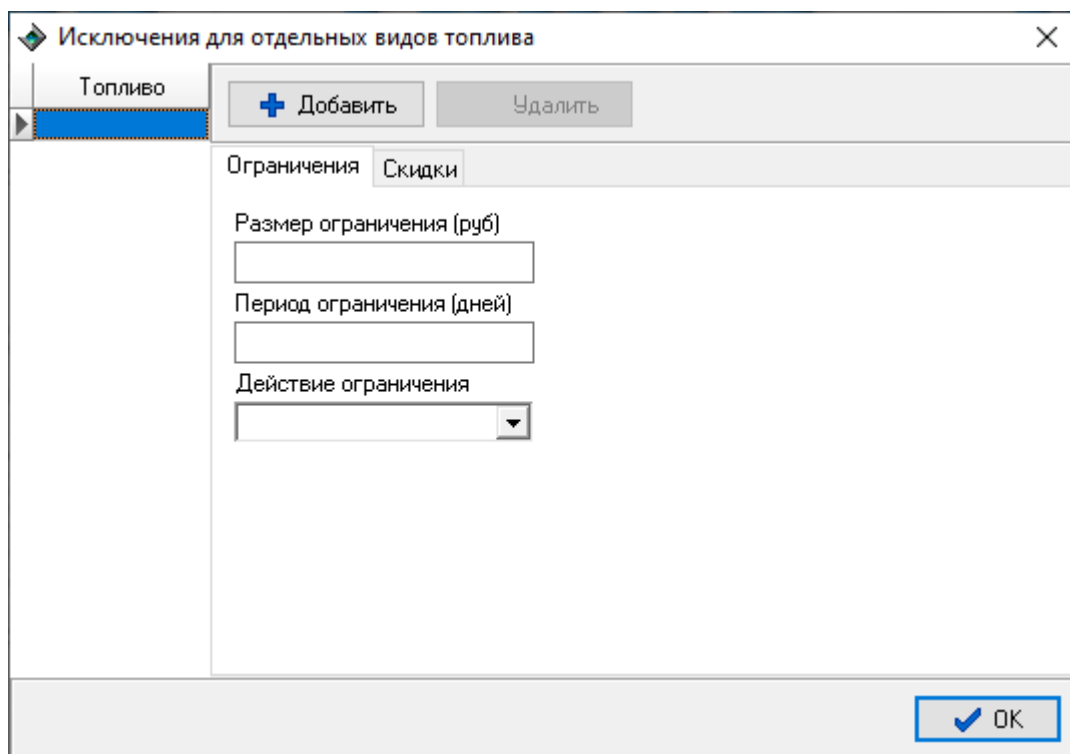 Исключения для отдельных видов топлива
Топливо
Добавить
Удалить
Ограничения
Скидки
Размер ограничения (руб)
Период ограничения (дней)
Действие ограничения
OK